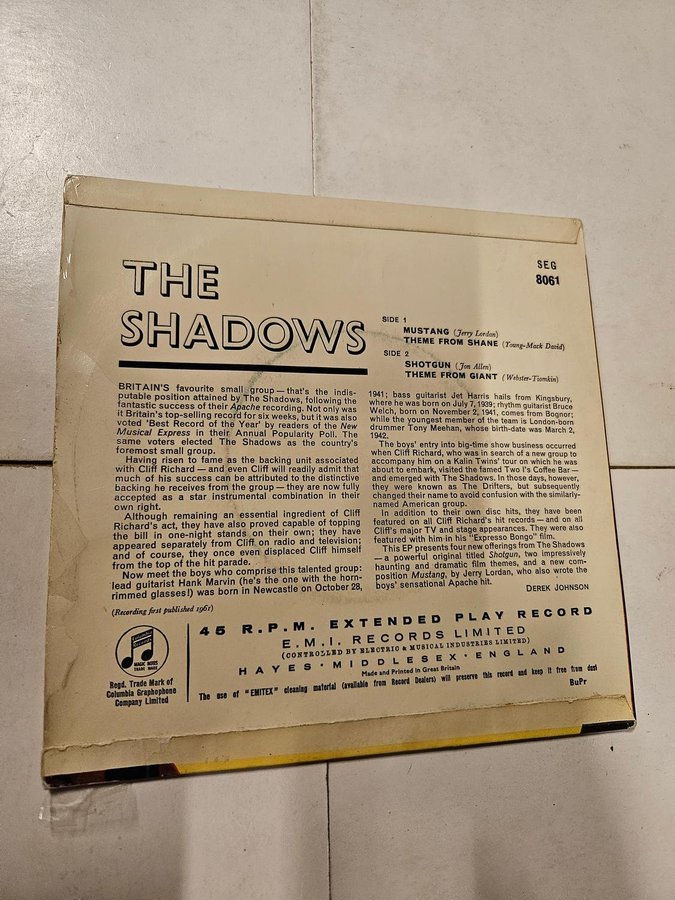 THE
SHADOWS
SEG
8061
SIDE 1
MUSTANG (Jerry Lordan)
THEME FROM SHANE (Young-Mack David)
SIDE 2
SHOTGUN (Jon Allen)
THEME FROM GIANT (Webster-Tiomkin)
BRITAIN'S favourite small group — that's the indis-
putable position attained by The Shadows, following the
fantastic success of their Apache recording. Not only was
it Britain's top-selling record for six weeks, but it was also
voted 'Best Record of the Year' by readers of the New
Musical Express in their Annual Popularity Poll. The
same voters elected The Shadows as the country's
foremost small group.
Having risen to fame as the backing unit associated
with Cliff Richard — and even Cliff will readily admit that
much of his success can be attributed to the distinctive
backing he receives from the group — they are now fully
accepted as a star instrumental combination in their
own right.
Although remaining an essential ingredient of Cliff
Richard's act, they have also proved capable of topping
the bill in one-night stands on their own; they have
appeared separately from Cliff on radio and television;
and of course, they once even displaced Cliff himself
from the top of the hit parade.
Now meet the boys who comprise this talented group:
lead guitarist Hank Marvin (he's the one with the horn-
rimmed glasses!) was born in Newcastle on October 28,
1941; bass guitarist Jet Harris hails from Kingsbury,
where he was born on July 7, 1939; rhythm guitarist Bruce
Welch, born on November 2, 1941, comes from Bognor;
while the youngest member of the team is London-born
drummer Tony Meehan, whose birth-date was March 2,
1942.
The boys' entry into big-time show business occurred
when Cliff Richard, who was in search of a new group to
accompany him on a Kalin Twins' tour on which he was
about to embark, visited the famed Two I's Coffee Bar —
and emerged with The Shadows. In those days, however,
they were known as The Drifters, but subsequently
changed their name to avoid confusion with the similarly-
named American group.
In addition to their own disc hits, they have been
featured on all Cliff Richard's hit records — and on all
Cliff's major TV and stage appearances. They were also
featured with him in his "Expresso Bongo" film.
This EP presents four new offerings from The Shadows
— a powerful original titled Shotgun, two impressively
haunting and dramatic film themes, and a new com-
position Mustang, by Jerry Lordan, who also wrote the
boys' sensational Apache hit.
DEREK JOHNSON
(Recording first published 1961)
MAGIC NOTES
TRADE MARK
Regd. Trade Mark of
Columbia Graphophone
Company Limited
45 R.P.M. EXTENDED PLAY RECORD
E.M.I. RECORDS LIMITED
(CONTROLLED BY ELECTRIC & MUSICAL INDUSTRIES LIMITED)
HAYES · MIDDLESEX · ENGLAND
Made and Printed in Great Britain
The use of "EMITEX" cleaning material (available from Record Dealers) will preserve this record and keep it free from dust
BuPr